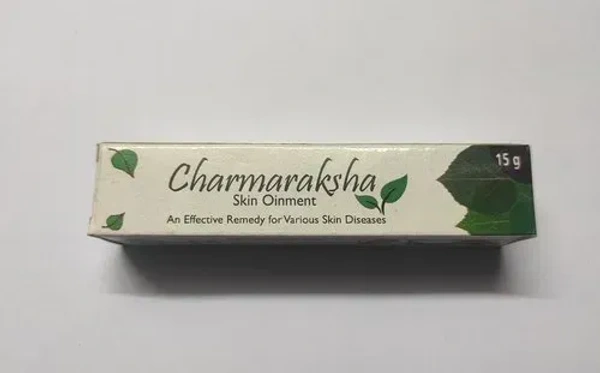 15 g
Charmaraksha
Skin Oinment
An Effective Remedy for Various Skin Diseases